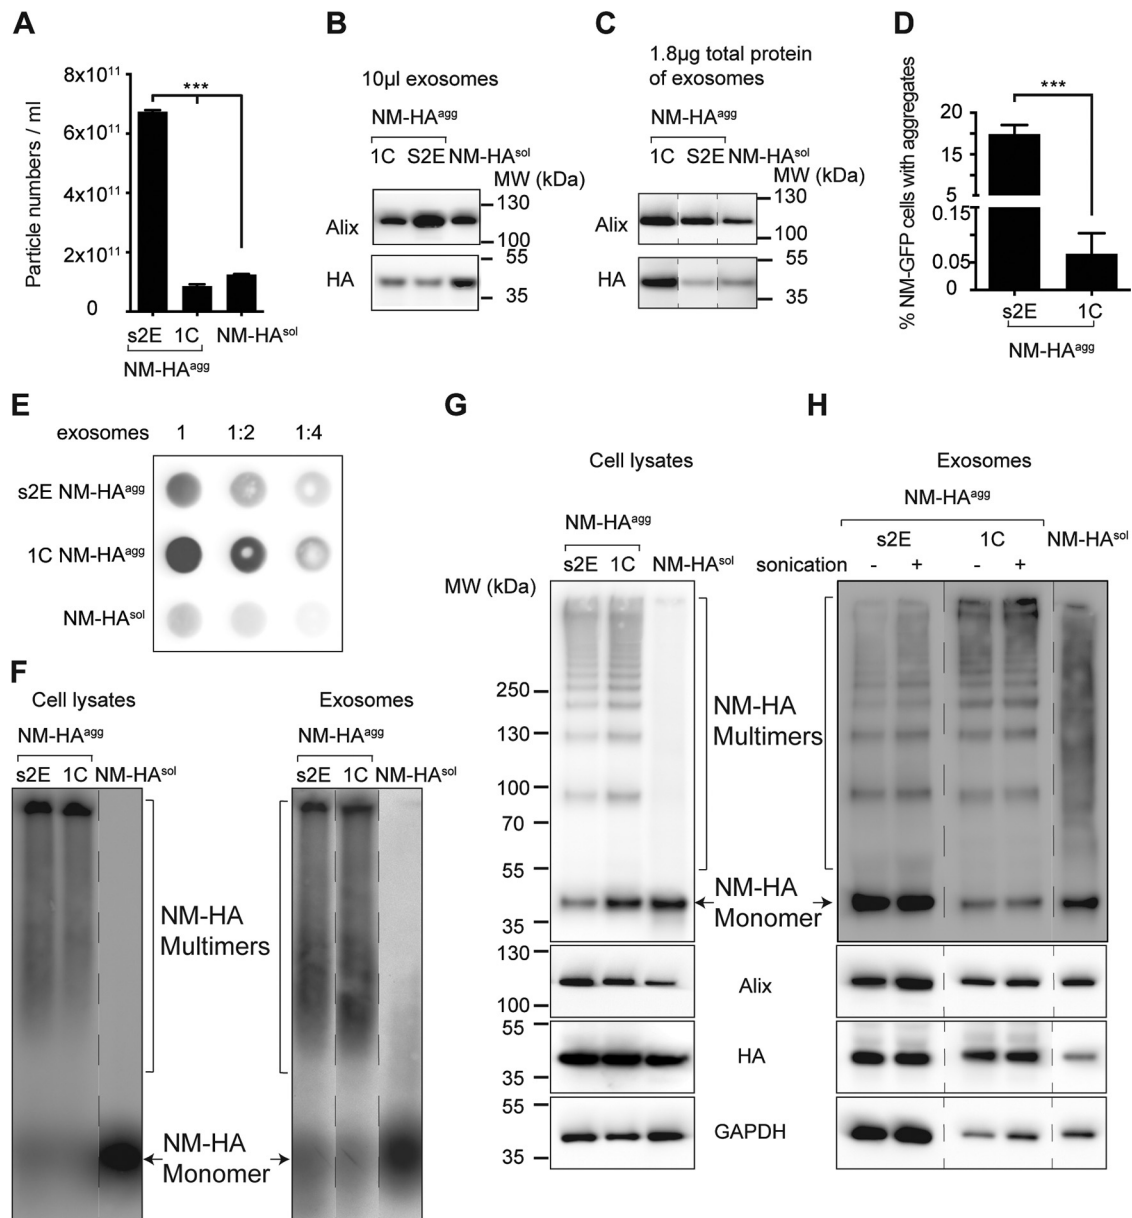 A
Particle numbers / ml
8x10¹¹
6x10¹¹
4x10¹¹
2x10¹¹
0
***
s2E 1C NM-HAˢᵒˡ
NM-HAᵃᵍᵍ
B
10µl exosomes
NM-HAᵃᵍᵍ
1C S2E NM-HAˢᵒˡ
MW (kDa)
130
Alix
100
55
HA
35
C
1.8µg total protein
of exosomes
NM-HAᵃᵍᵍ
1C S2E NM-HAˢᵒˡ
MW (kDa)
130
Alix
100
55
HA
35
D
% NM-GFP cells with aggregates
***
20
15
5
0.15
0.05
0
s2E 1C
NM-HAᵃᵍᵍ
E
exosomes 1 1:2 1:4
s2E NM-HAᵃᵍᵍ
1C NM-HAᵃᵍᵍ
NM-HAˢᵒˡ
F
Cell lysates
NM-HAᵃᵍᵍ
s2E 1C NM-HAˢᵒˡ
Exosomes
NM-HAᵃᵍᵍ
s2E 1C NM-HAˢᵒˡ
NM-HA
Multimers
NM-HA
Monomer
G
Cell lysates
NM-HAᵃᵍᵍ
s2E 1C NM-HAˢᵒˡ
MW (kDa)
250
130
100
70
55
35
130
100
55
35
55
35
NM-HA
Multimers
NM-HA
Monomer
Alix
HA
GAPDH
H
Exosomes
NM-HAᵃᵍᵍ
s2E 1C NM-HAˢᵒˡ
sonication - + - +